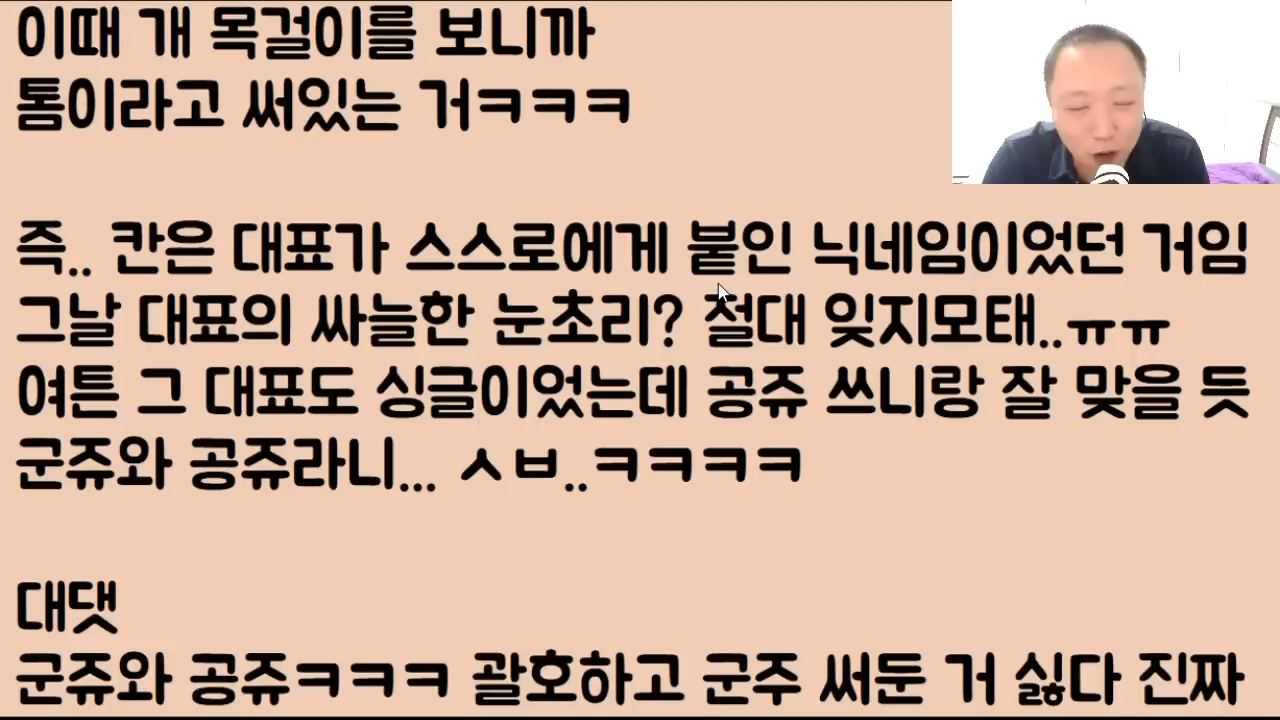 이때 개 목걸이를 보니까
톰이라고 써있는 거ㅋㅋㅋ
즉.. 칸은 대표가 스스로에게 붙인 닉네임이었던 거임
그날 대표의 싸늘한 눈초리? 절대 잊지모태..ㅠㅠ
여튼 그 대표도 싱글이었는데 공쥬 쓰니랑 잘 맞을 듯
군쥬와 공쥬라니... ㅅㅂ..ㅋㅋㅋㅋ
대댓
군쥬와 공쥬ㅋㅋㅋ 괄호하고 군주 써둔 거 싫다 진짜